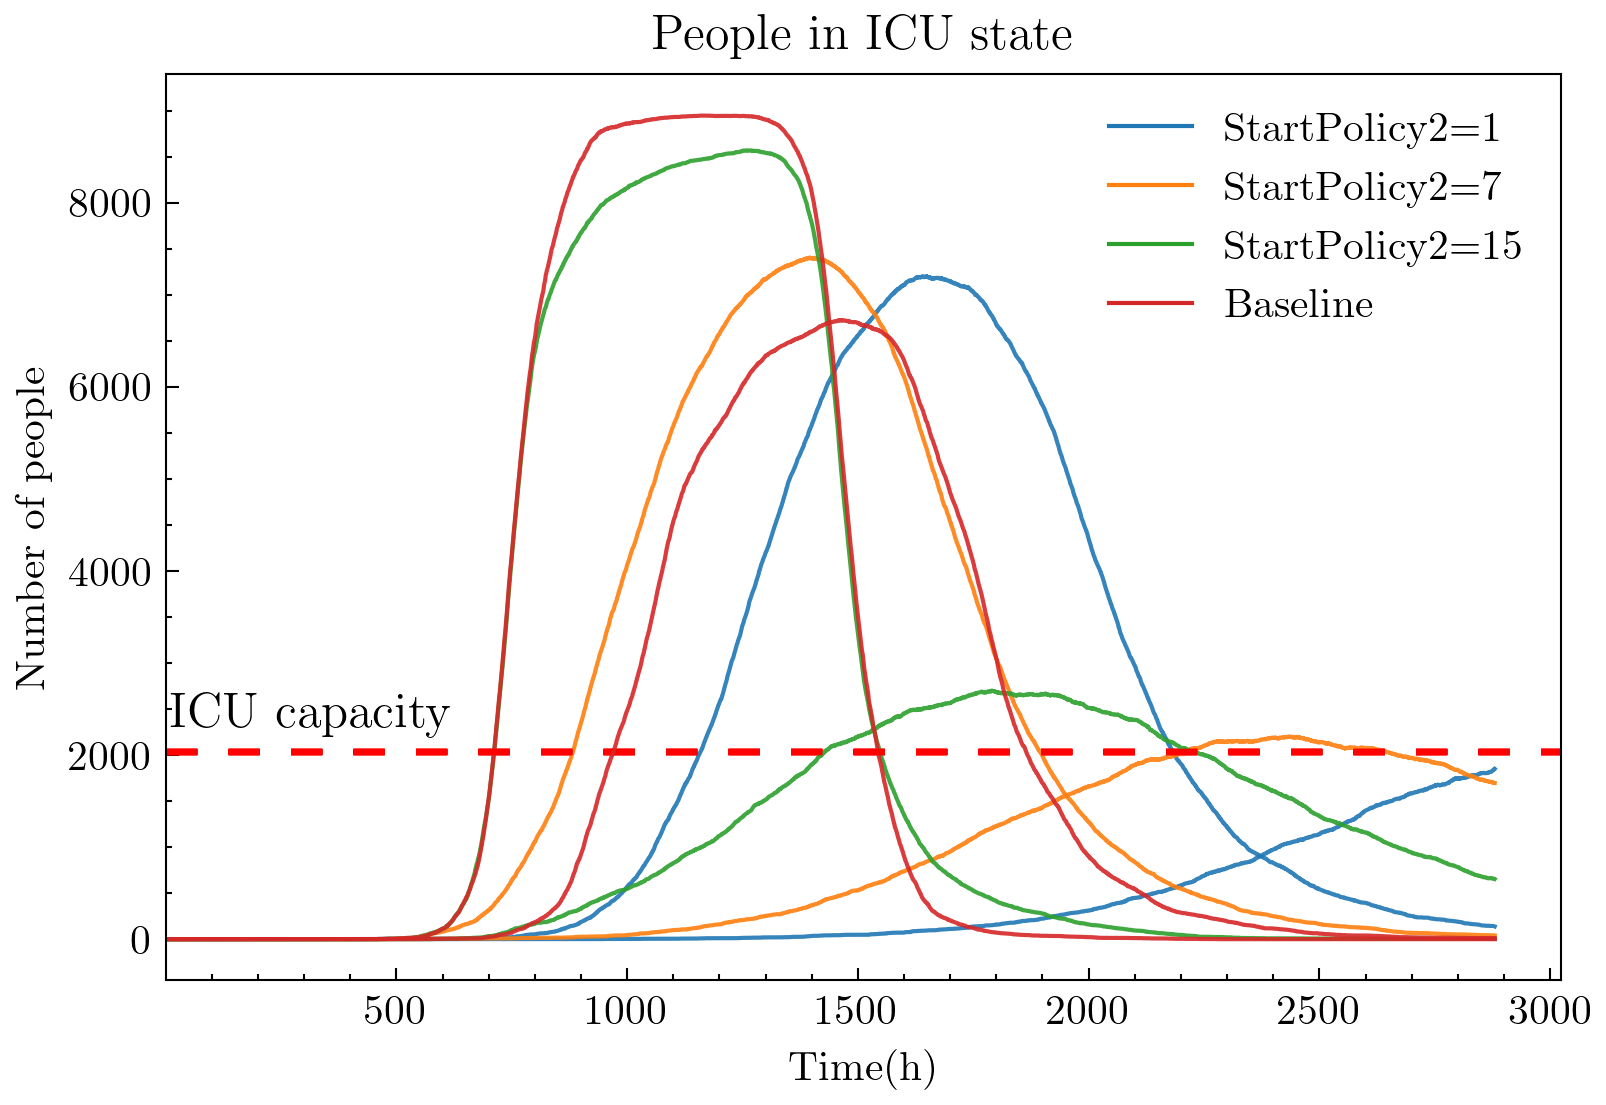 People in ICU state
StartPolicy2=1
StartPolicy2=7
StartPolicy2=15
Baseline
8000
6000
4000
2000
0
Number of people
ICU capacity
500
1000
1500
2000
2500
3000
Time(h)